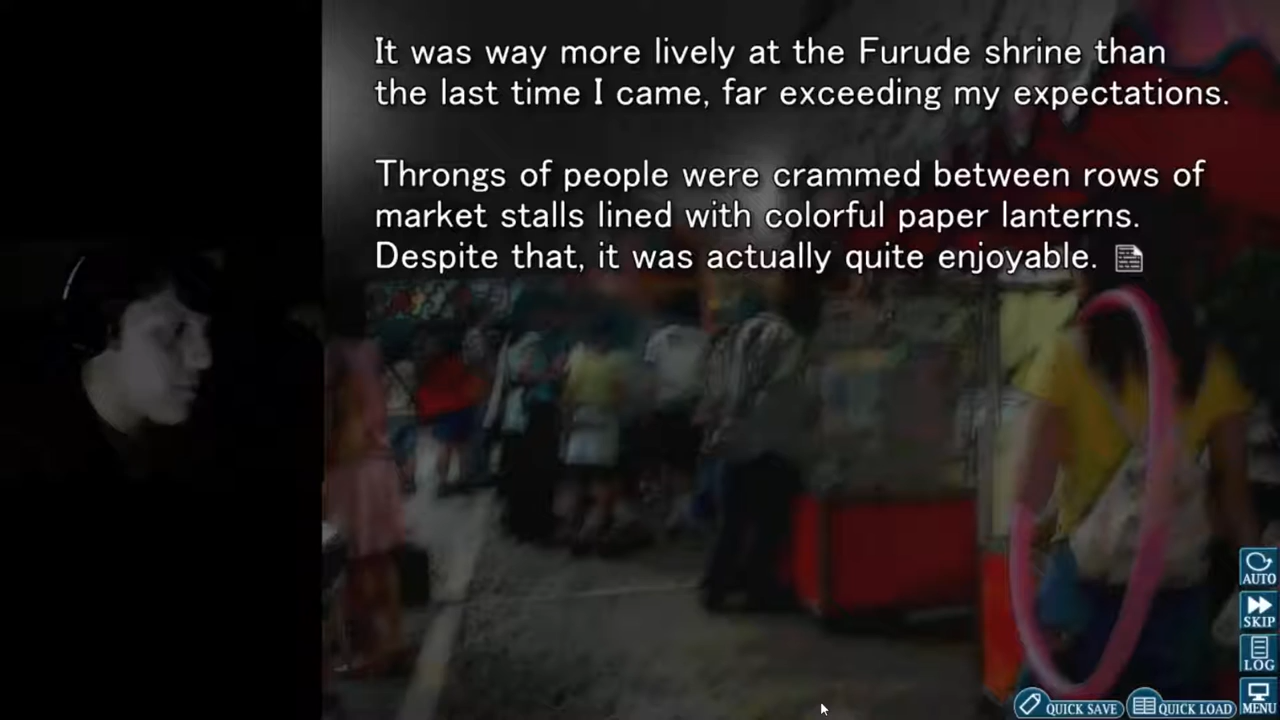 It was way more lively at the Furude shrine than
the last time I came, far exceeding my expectations.
Throngs of people were crammed between rows of
market stalls lined with colorful paper lanterns.
Despite that, it was actually quite enjoyable.
AUTO
SKIP
LOG
MENU
QUICK SAVE
QUICK LOAD